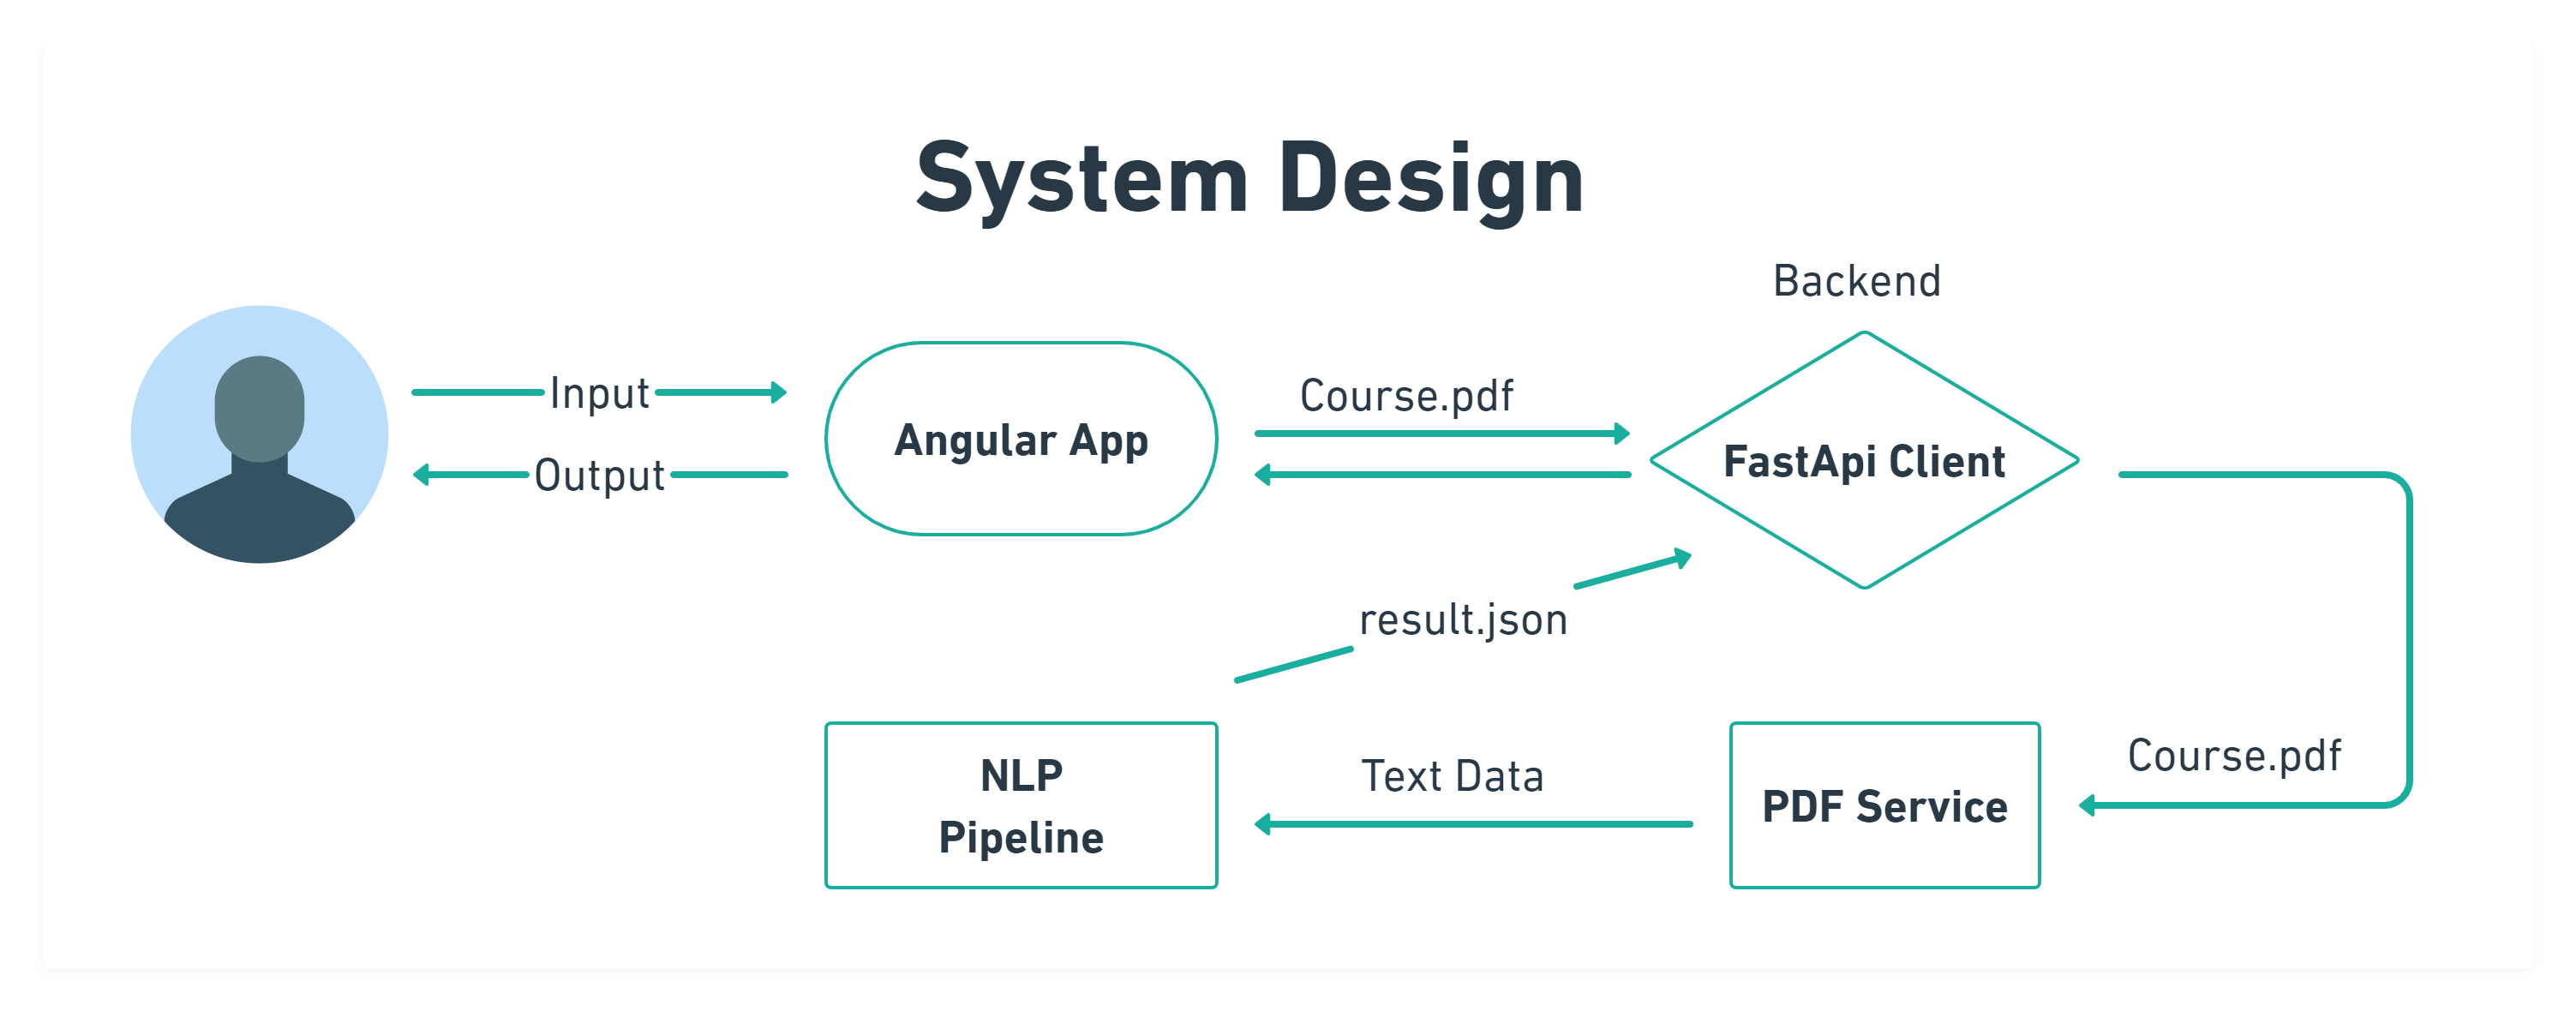 System Design
Backend
Input
Output
Angular App
Course.pdf
FastApi Client
result.json
NLP
Pipeline
Text Data
PDF Service
Course.pdf